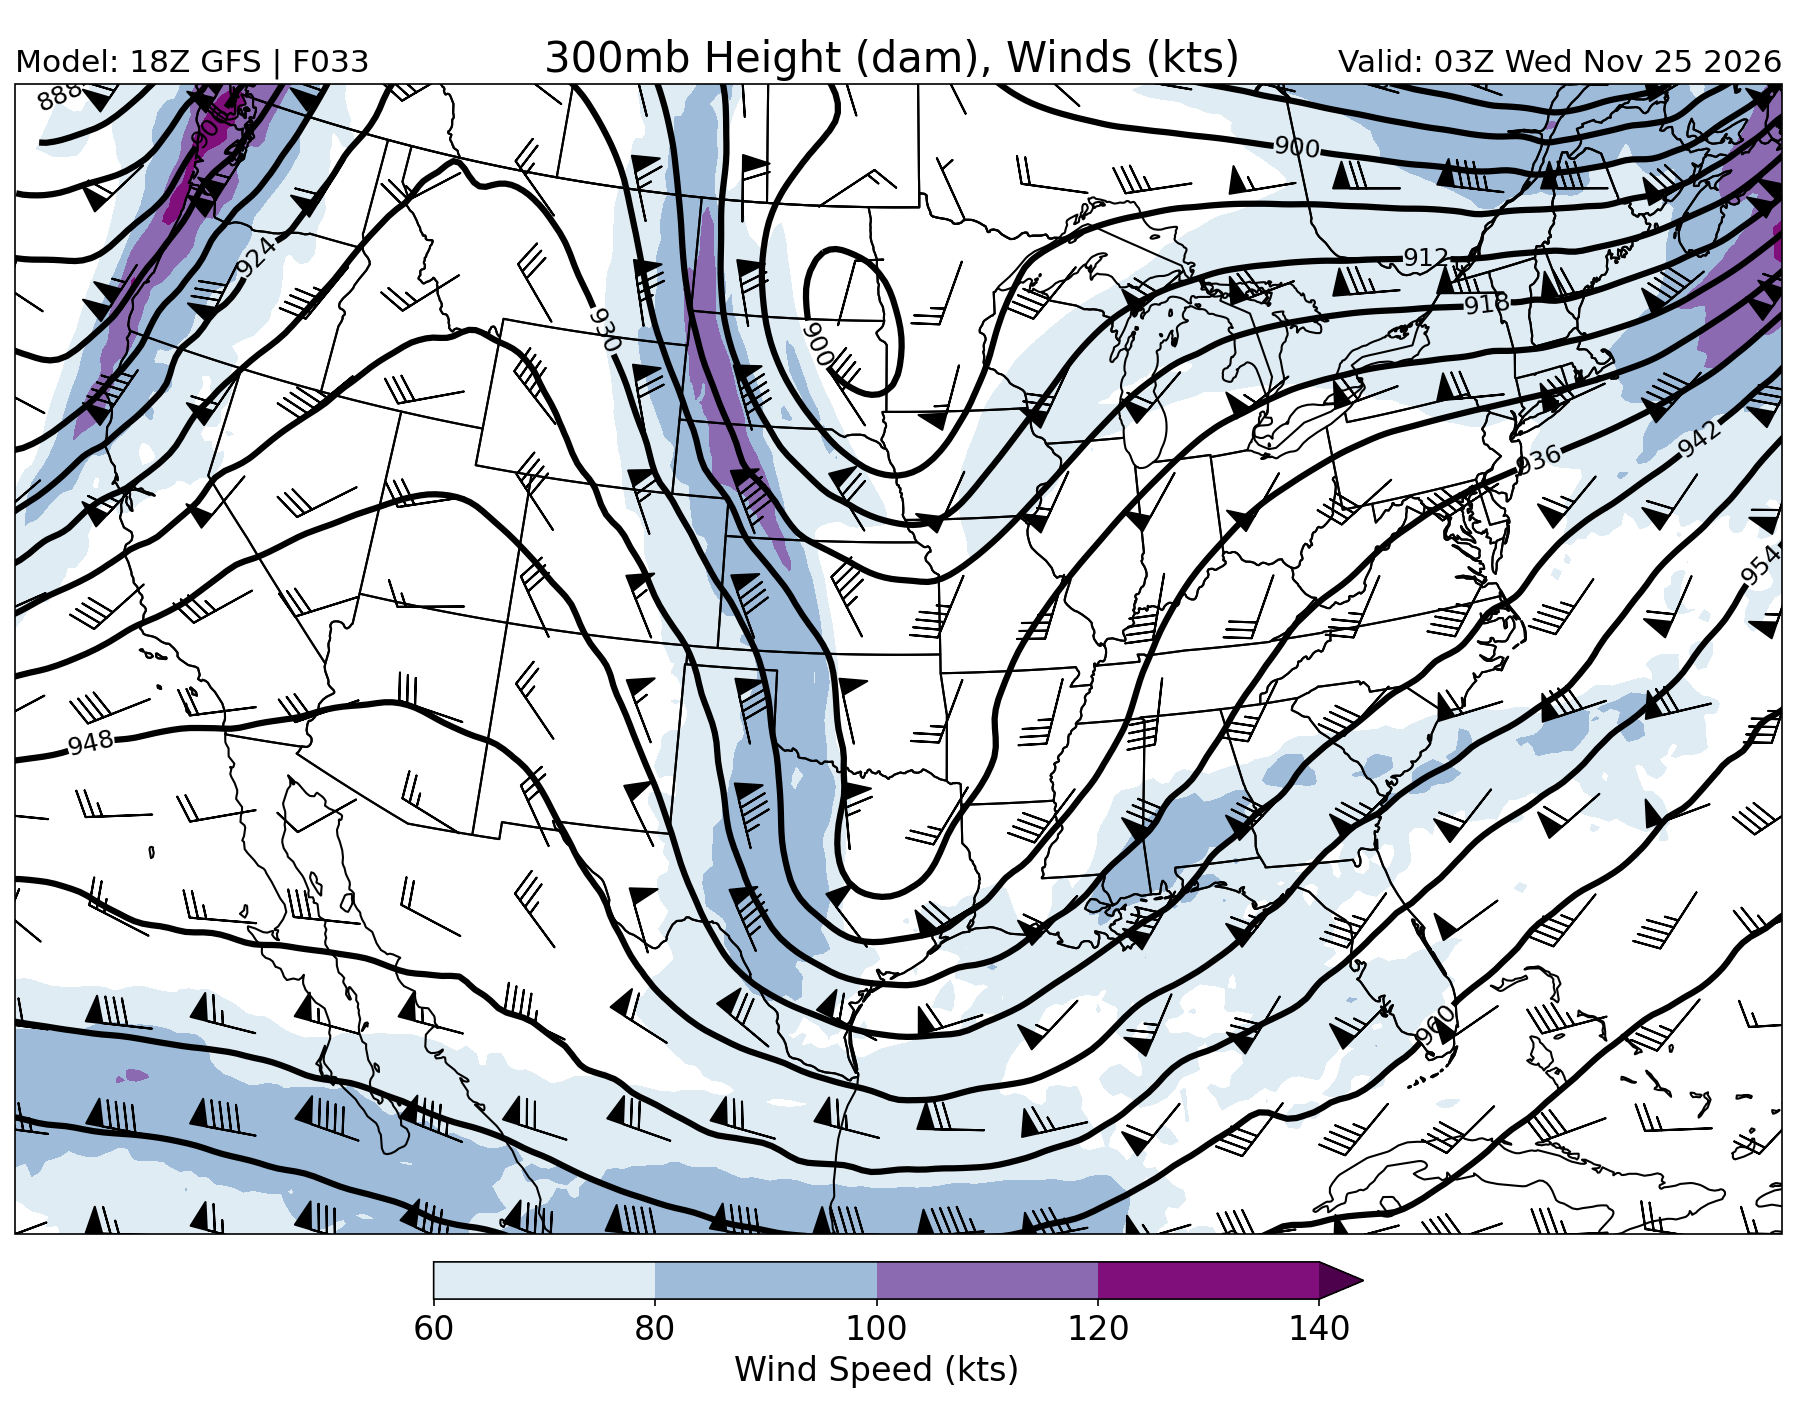 Model: 18Z GFS | F033
300mb Height (dam), Winds (kts)
Valid: 03Z Wed Nov 25 2026
888
900
900
912
924
918
930
900
936
942
954
948
960
60 80 100 120 140
Wind Speed (kts)